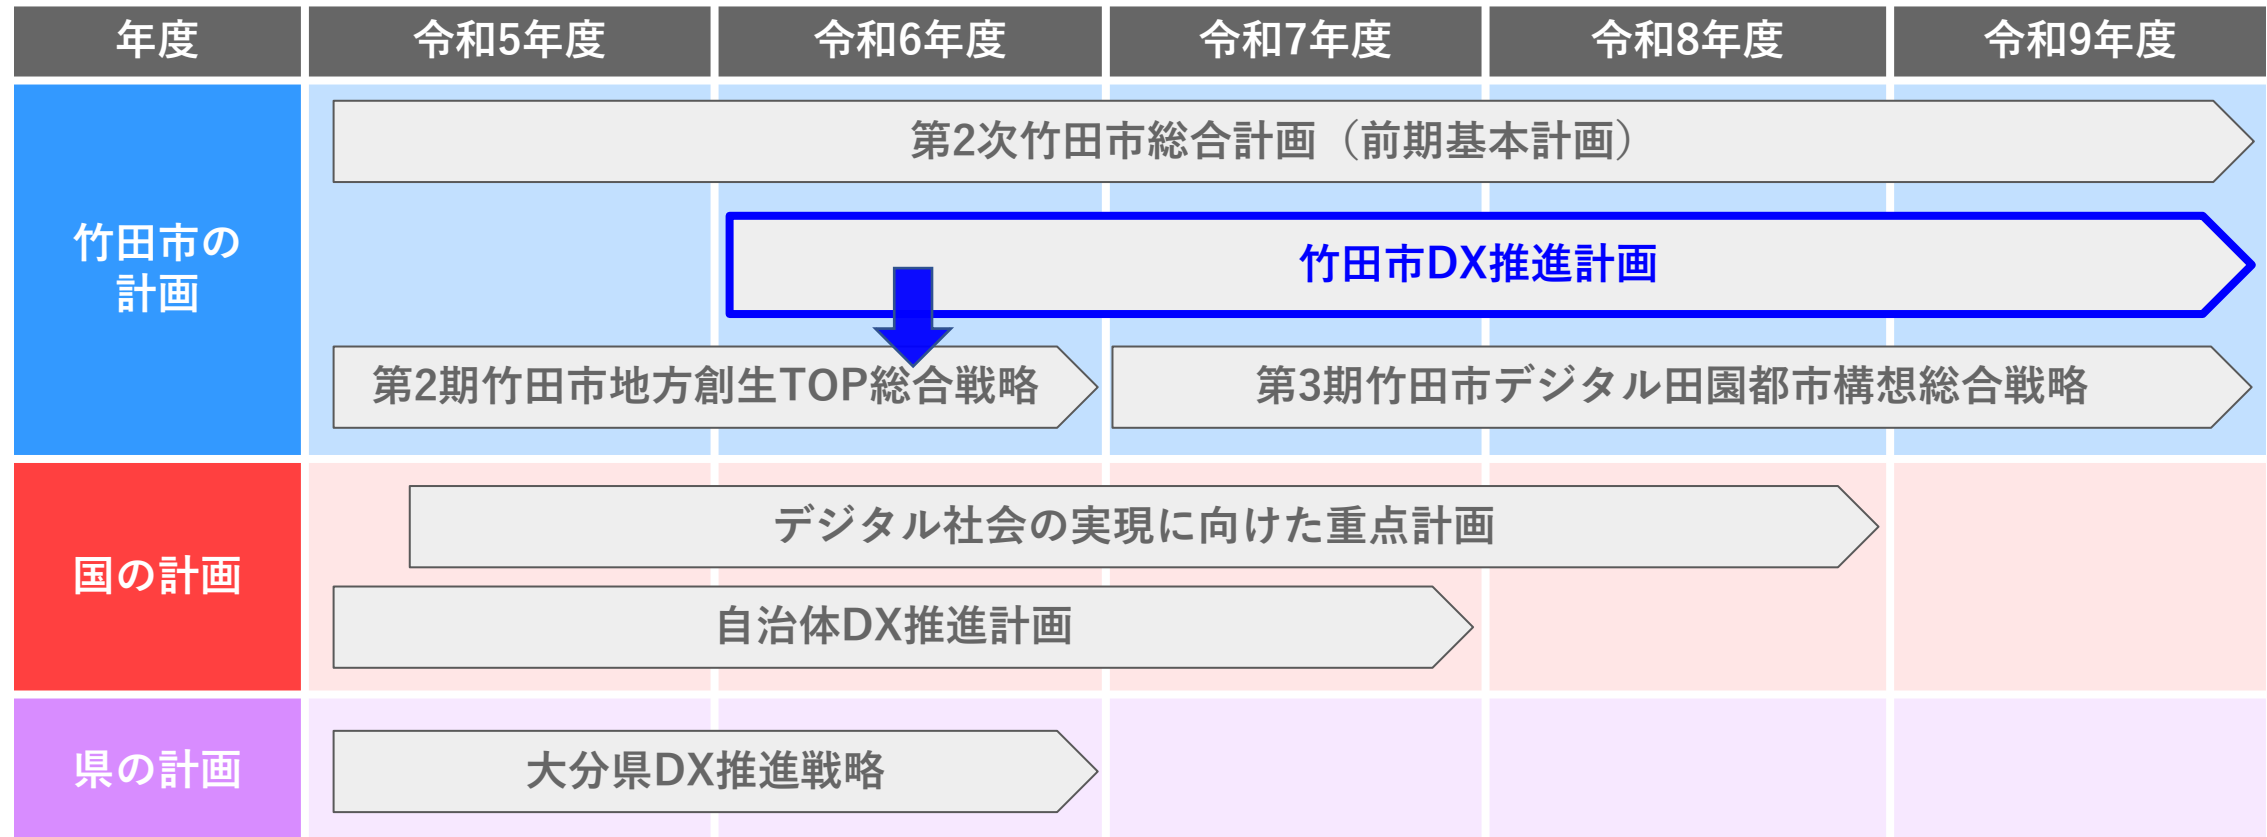 年度
令和5年度
令和6年度
令和7年度
令和8年度
令和9年度
竹田市の
計画
第2次竹田市総合計画（前期基本計画）
竹田市DX推進計画
第2期竹田市地方創生TOP総合戦略
第3期竹田市デジタル田園都市構想総合戦略
国の計画
デジタル社会の実現に向けた重点計画
自治体DX推進計画
県の計画
大分県DX推進戦略